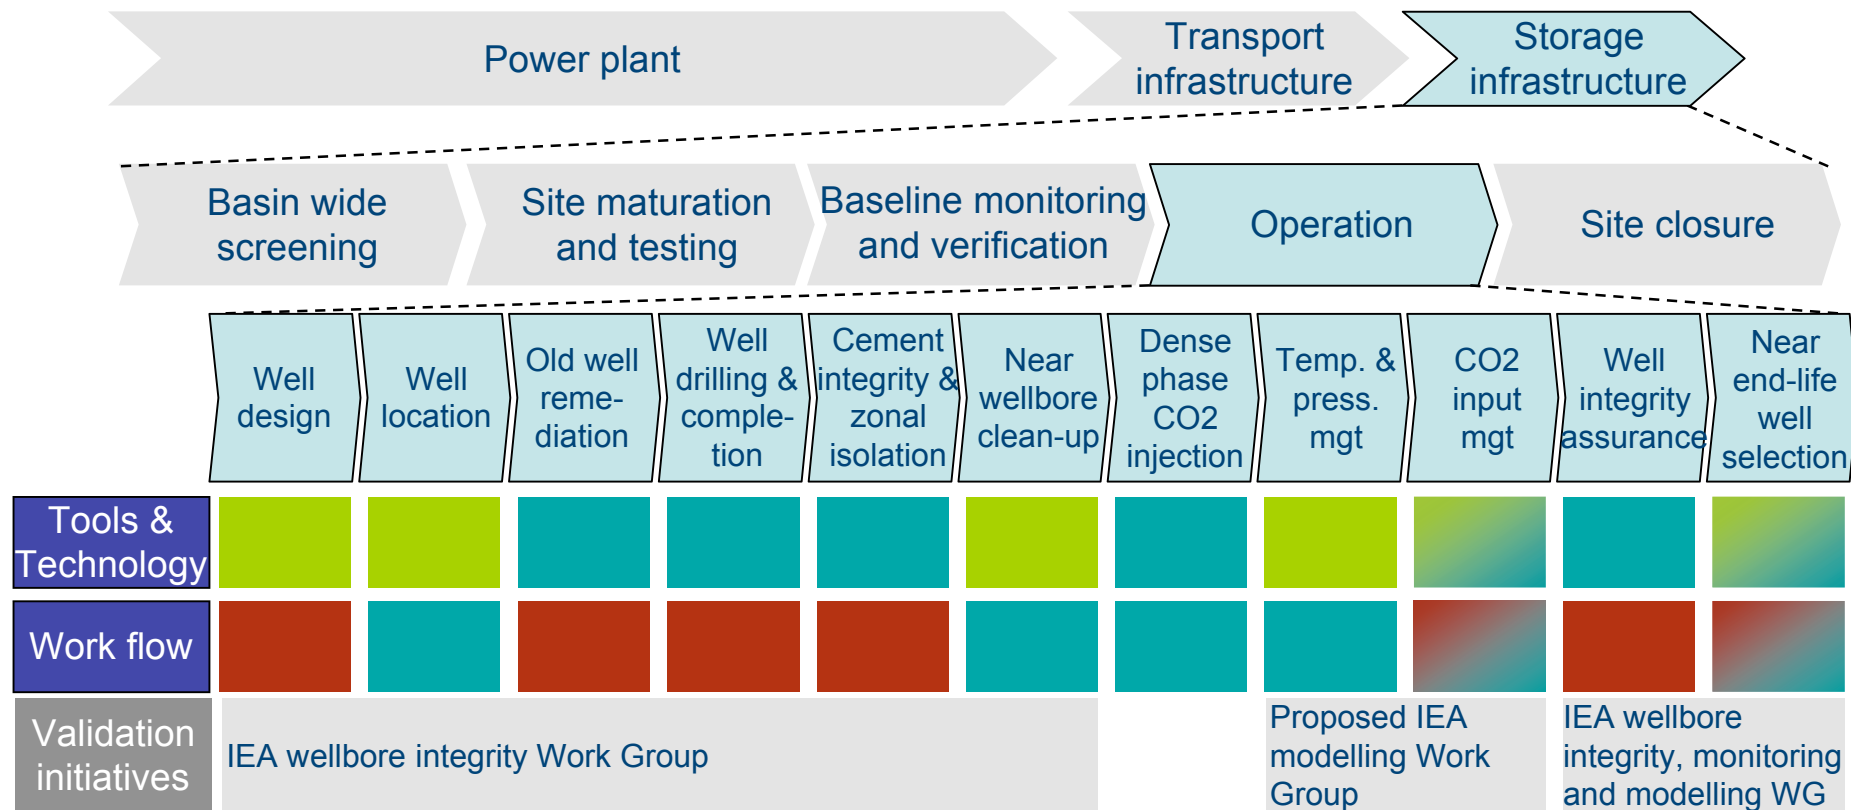 Power plant
Transport
infrastructure
Storage
infrastructure
Basin wide
screening
Site maturation
and testing
Baseline monitoring
and verification
Operation
Site closure
Well
design
Well
location
Old well
reme-
diation
Well
drilling &
comple-
tion
Cement
integrity &
zonal
isolation
Near
wellbore
clean-up
Dense
phase
CO2
injection
Temp. &
press.
mgt
CO2
input
mgt
Well
integrity
assurance
Near
end-life
well
selection
Tools &
Technology
Work flow
Validation
initiatives
IEA wellbore integrity Work Group
Proposed IEA
modelling Work
Group
IEA wellbore
integrity, monitoring
and modelling WG